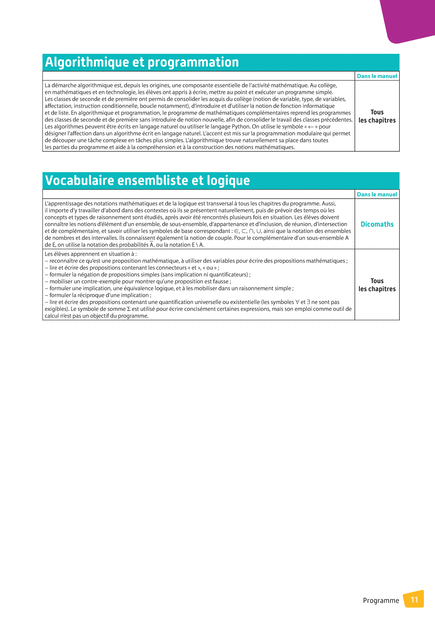 Algorithmique et programmation
Dans le manuel
La démarche algorithmique est, depuis les origines, une composante essentielle de l'activité mathématique. Au collège,
en mathématiques et en technologie, les élèves ont appris à écrire, mettre au point et exécuter un programme simple.
Les classes de seconde et de première ont permis de consolider les acquis du collège (notion de variable, type, de variables,
affectation, instruction conditionnelle, boucle notamment), d'introduire et d'utiliser la notion de fonction informatique
et de liste. En algorithmique et programmation, le programme de mathématiques complémentaires reprend les programmes
des classes de seconde et de première sans introduire de notion nouvelle, afin de consolider le travail des classes précédentes.
Les algorithmes peuvent être écrits en langage naturel ou utiliser le langage Python. On utilise le symbole « ← » pour
désigner l'affection dans un algorithme écrit en langage naturel. L'accent est mis sur la programmation modulaire qui permet
de découper une tâche complexe en tâches plus simples. L'algorithmique trouve naturellement sa place dans toutes
les parties du programme et aide à la compréhension et à la construction des notions mathématiques.
Tous
les chapitres
Vocabulaire ensembliste et logique
Dans le manuel
L'apprentissage des notations mathématiques et de la logique est transversal à tous les chapitres du programme. Aussi,
il importe d'y travailler d'abord dans des contextes où ils se présentent naturellement, puis de prévoir des temps où les
concepts et types de raisonnement sont étudiés, après avoir été rencontrés plusieurs fois en situation. Les élèves doivent
connaître les notions d'élément d'un ensemble, de sous-ensemble, d'appartenance et d'inclusion, de réunion, d'intersection
et de complémentaire, et savoir utiliser les symboles de base correspondant : ∈, ⊂, ∩, ∪, ainsi que la notation des ensembles
de nombres et des intervalles. Ils connaissent également la notion de couple. Pour le complémentaire d'un sous-ensemble A
de E, on utilise la notation des probabilités Ā, ou la notation E \ A.
Dicomaths
Les élèves apprennent en situation à :
– reconnaître ce qu'est une proposition mathématique, à utiliser des variables pour écrire des propositions mathématiques ;
– lire et écrire des propositions contenant les connecteurs « et », « ou » ;
– formuler la négation de propositions simples (sans implication ni quantificateurs) ;
– mobiliser un contre-exemple pour montrer qu'une proposition est fausse ;
– formuler une implication, une équivalence logique, et à les mobiliser dans un raisonnement simple ;
– formuler la réciproque d'une implication ;
– lire et écrire des propositions contenant une quantification universelle ou existentielle (les symboles ∀ et ∃ ne sont pas
exigibles). Le symbole de somme Σ est utilisé pour écrire concisément certaines expressions, mais son emploi comme outil de
calcul n'est pas un objectif du programme.
Tous
les chapitres
Programme 11